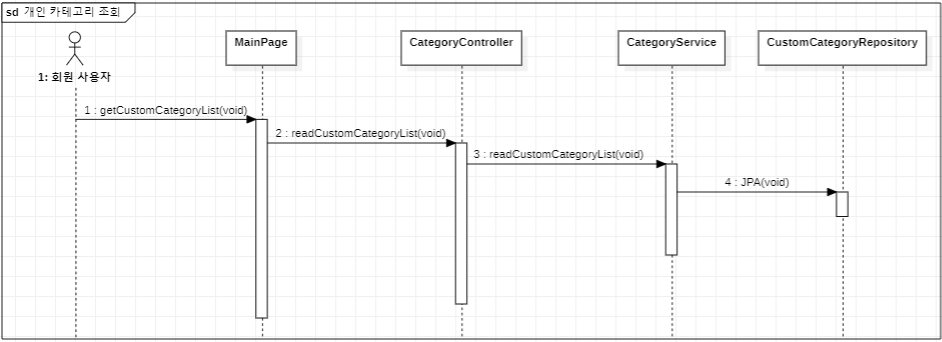 sd 개인 카테고리 조회
MainPage
CategoryController
CategoryService
CustomCategoryRepository
1: 회원 사용자
1 : getCustomCategoryList(void)
2 : readCustomCategoryList(void)
3 : readCustomCategoryList(void)
4 : JPA(void)